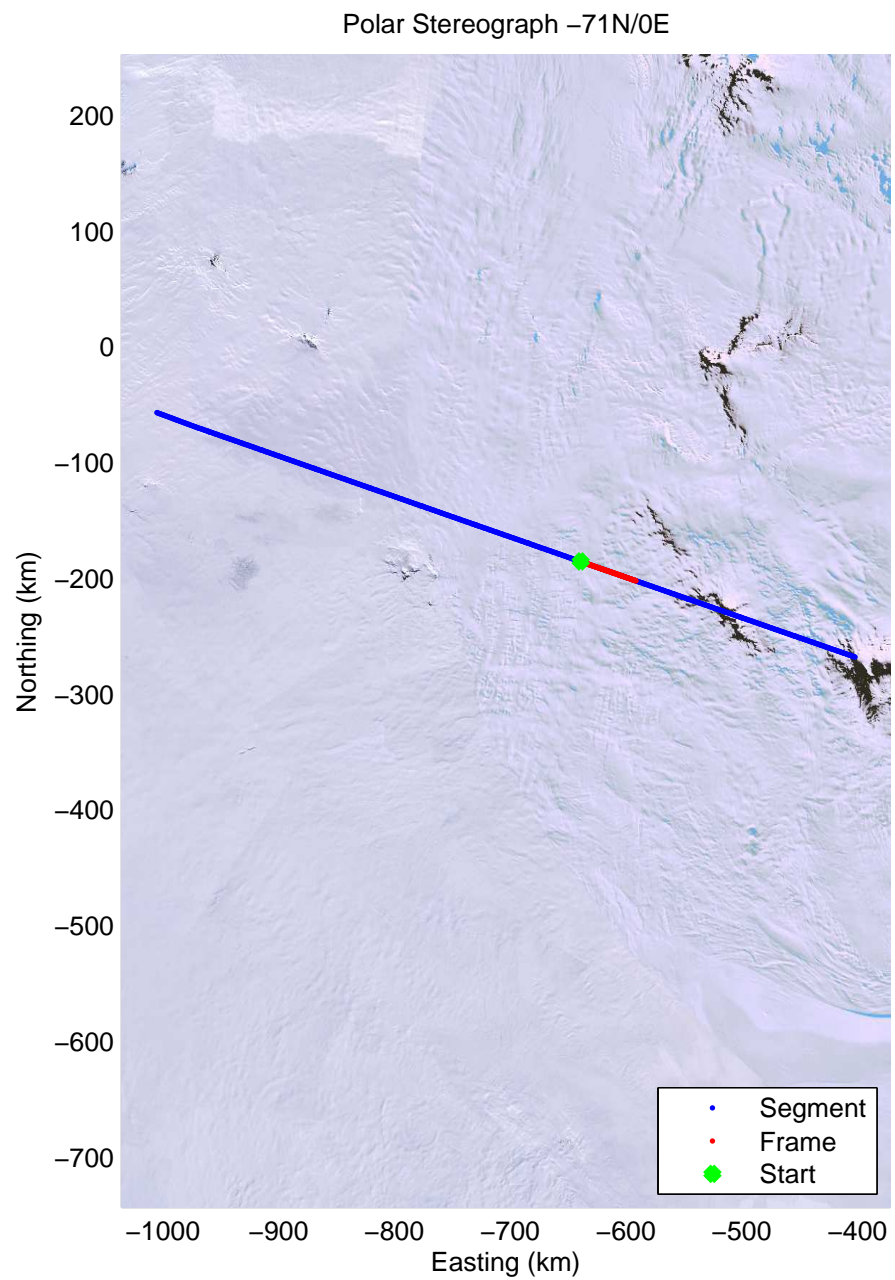 Polar Stereograph −71N/0E
200
100
0
−100
−200
−300
−400
−500
−600
−700
Northing (km)
−1000 −900 −800 −700 −600 −500 −400
Easting (km)
Segment
Frame
Start